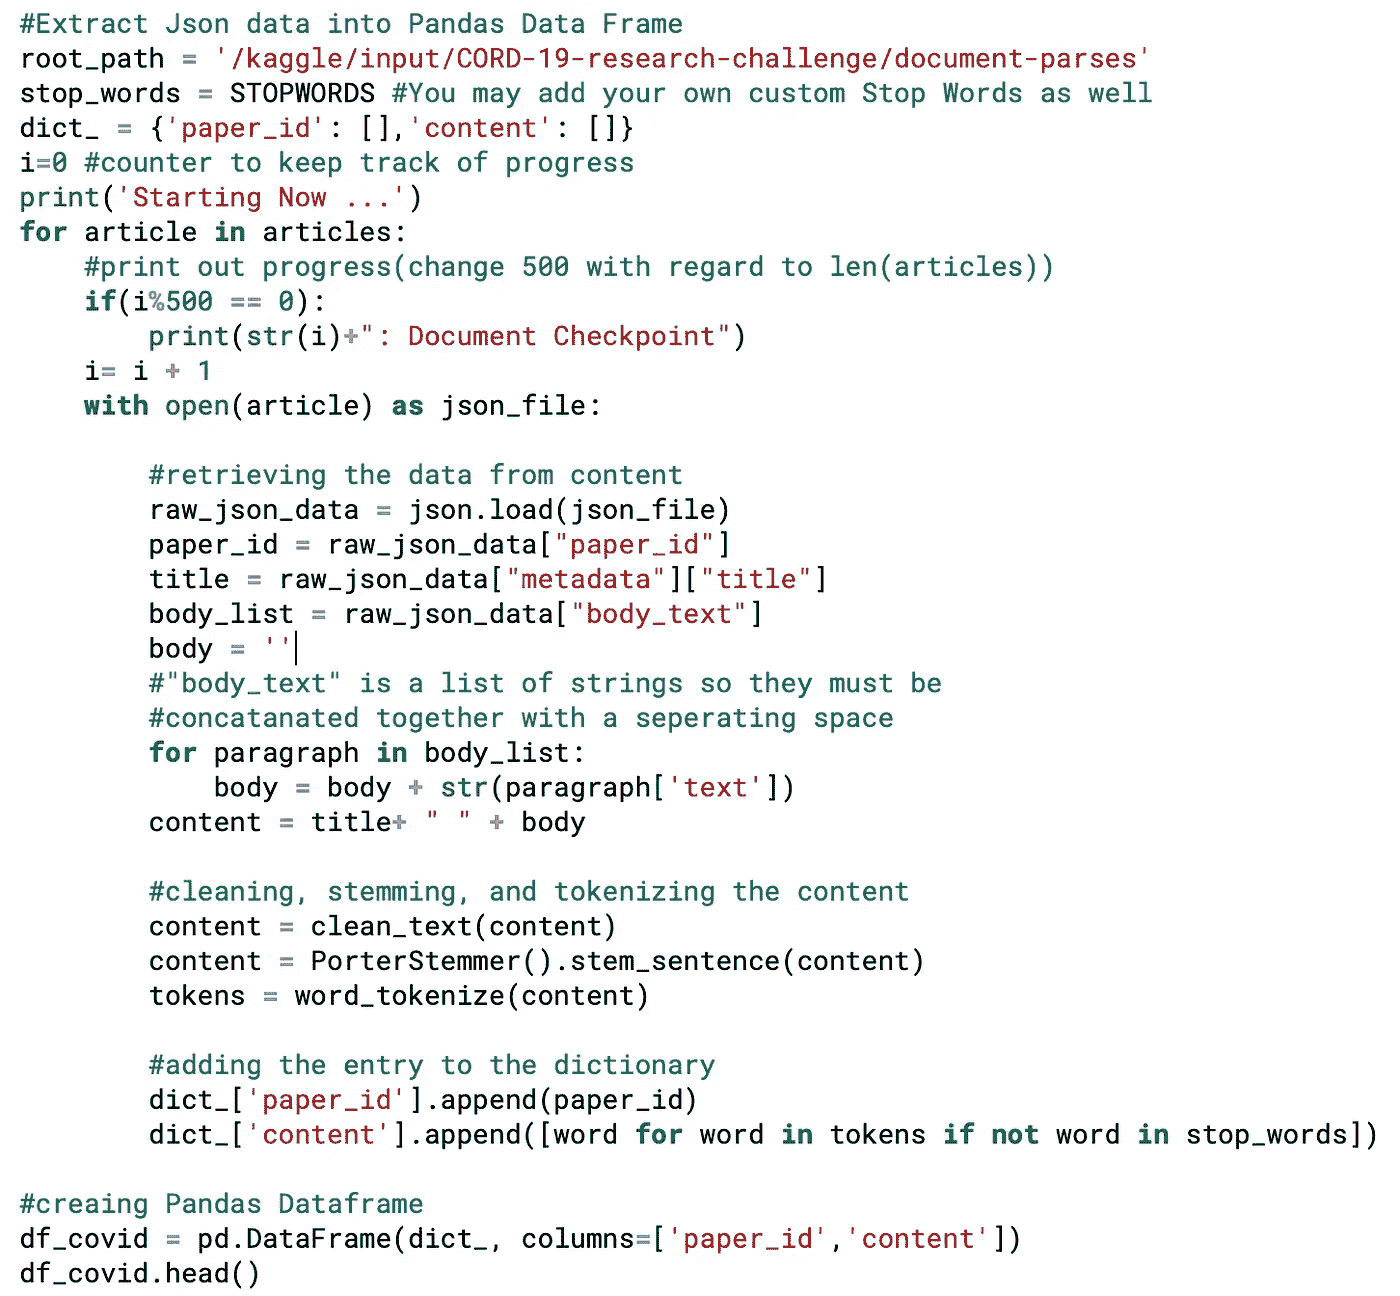 #Extract Json data into Pandas Data Frame
root_path = '/kaggle/input/CORD-19-research-challenge/document-parses'
stop_words = STOPWORDS #You may add your own custom Stop Words as well
dict_ = {'paper_id': [],'content': []}
i=0 #counter to keep track of progress
print('Starting Now ...')
for article in articles:
    #print out progress(change 500 with regard to len(articles))
    if(i%500 == 0):
        print(str(i)+": Document Checkpoint")
    i= i + 1
    with open(article) as json_file:

        #retrieving the data from content
        raw_json_data = json.load(json_file)
        paper_id = raw_json_data["paper_id"]
        title = raw_json_data["metadata"]["title"]
        body_list = raw_json_data["body_text"]
        body = ''
        #"body_text" is a list of strings so they must be
        #concatanated together with a seperating space
        for paragraph in body_list:
            body = body + str(paragraph['text'])
        content = title+ " " + body

        #cleaning, stemming, and tokenizing the content
        content = clean_text(content)
        content = PorterStemmer().stem_sentence(content)
        tokens = word_tokenize(content)

        #adding the entry to the dictionary
        dict_['paper_id'].append(paper_id)
        dict_['content'].append([word for word in tokens if not word in stop_words])

#creaing Pandas Dataframe
df_covid = pd.DataFrame(dict_, columns=['paper_id','content'])
df_covid.head()